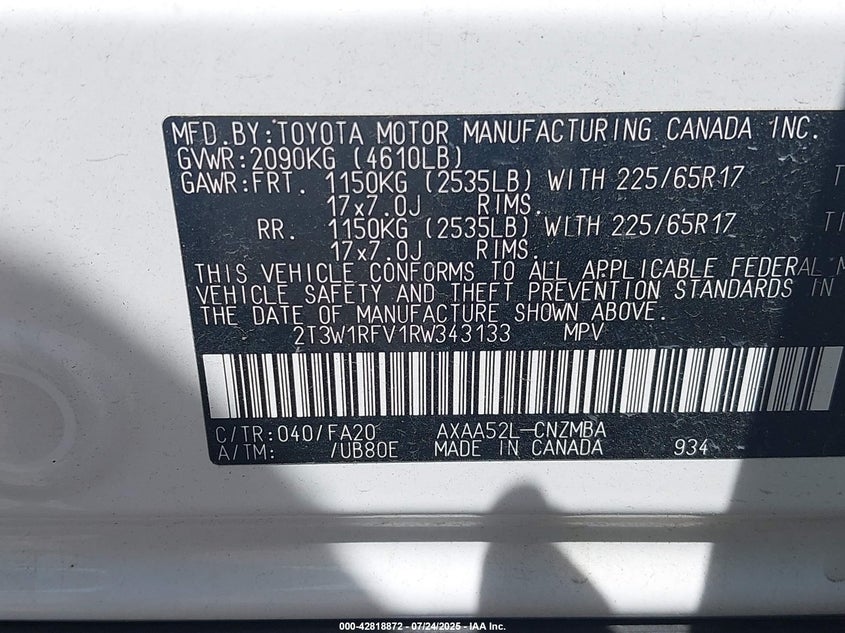 MFD.BY:TOYOTA MOTOR MANUFACTURING CANADA INC.
GVWR:2090KG (4610LB)
GAWR:FRT. 1150KG (2535LB) WITH 225/65R17 T
17x7.0J RIMS.
RR. 1150KG (2535LB) WITH 225/65R17 TI
17x7.0J RIMS.
THIS VEHICLE CONFORMS TO ALL APPLICABLE FEDERAL M
VEHICLE SAFETY AND THEFT PREVENTION STANDARDS IN
THE DATE OF MANUFACTURE SHOWN ABOVE.
2T3W1RFV1RW343133 MPV
C/TR:040/FA20 AXAA52L-CNZMBA
A/TM: /UB80E MADE IN CANADA 934
000-42818872 - 07/24/2025 - IAA Inc.